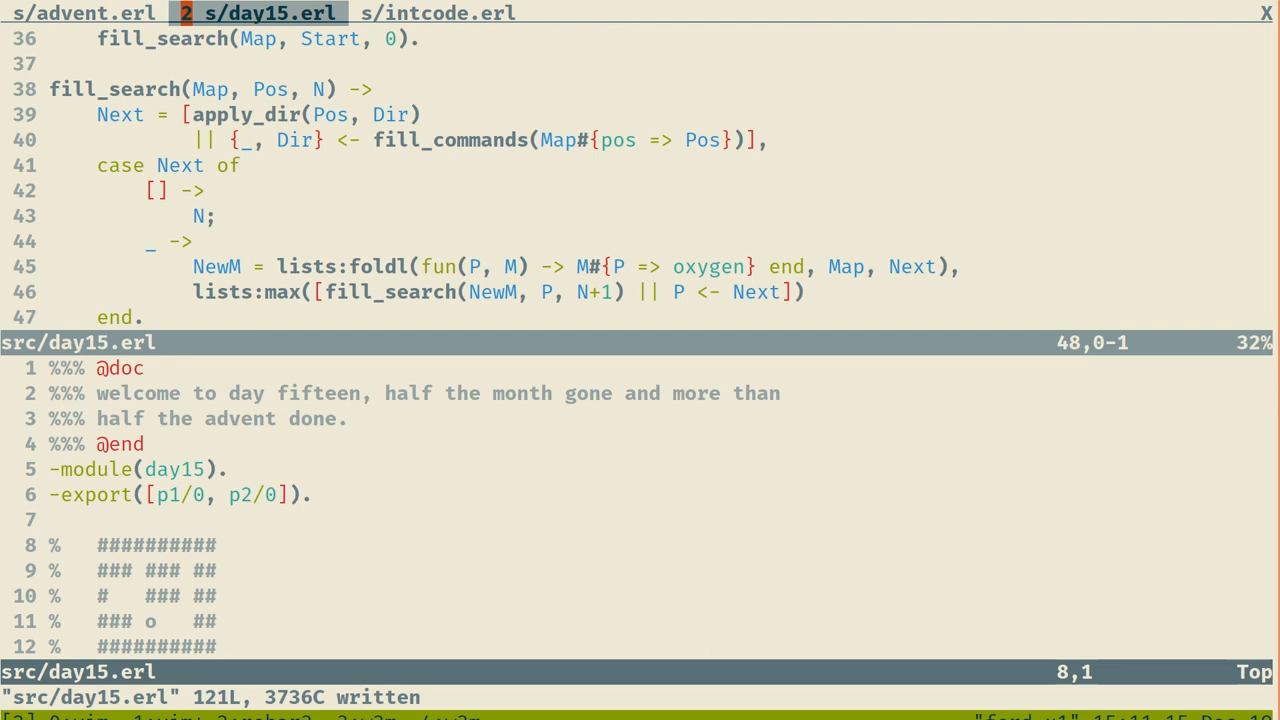 s/advent.erl 2 s/day15.erl s/intcode.erl X
36     fill_search(Map, Start, 0).
37
38 fill_search(Map, Pos, N) ->
39     Next = [apply_dir(Pos, Dir)
40             || {_, Dir} <- fill_commands(Map#{pos => Pos})],
41     case Next of
42         [] ->
43             N;
44         _ ->
45             NewM = lists:foldl(fun(P, M) -> M#{P => oxygen} end, Map, Next),
46             lists:max([fill_search(NewM, P, N+1) || P <- Next])
47     end.
src/day15.erl 48,0-1 32%
1 %%% @doc
2 %%% welcome to day fifteen, half the month gone and more than
3 %%% half the advent done.
4 %%% @end
5 -module(day15).
6 -export([p1/0, p2/0]).
7
8 %   ##########
9 %   ### ### ##
10 %   #   ### ##
11 %   ### o   ##
12 %   ##########
src/day15.erl 8,1 Top
"src/day15.erl" 121L, 3736C written